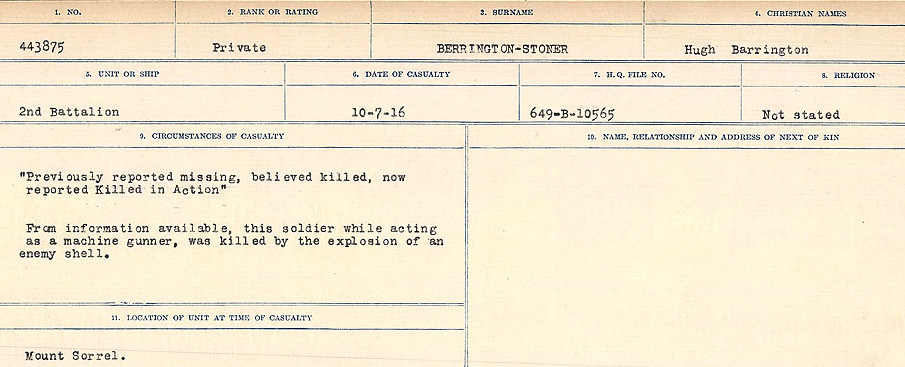 1. NO.
2. RANK OR RATING
3. SURNAME
4. CHRISTIAN NAMES
443875
Private
BERRINGTON-STONER
Hugh Barrington
5. UNIT OR SHIP
6. DATE OF CASUALTY
7. H.Q. FILE NO.
8. RELIGION
2nd Battalion
10-7-16
649-B-10565
Not stated
9. CIRCUMSTANCES OF CASUALTY
10. NAME, RELATIONSHIP AND ADDRESS OF NEXT OF KIN
"Previously reported missing, believed killed, now
reported Killed in Action"
From information available, this soldier while acting
as a machine gunner, was killed by the explosion of an
enemy shell.
11. LOCATION OF UNIT AT TIME OF CASUALTY
Mount Sorrel.